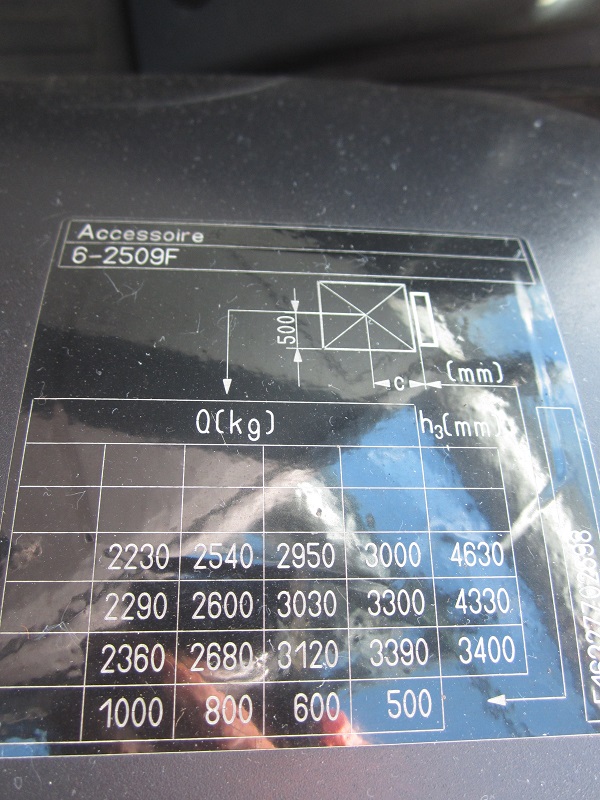 Accessoire
6-2509F
500
c
(mm)
Q(kg) h₃(mm)
2230 2540 2950 3000 4630
2290 2600 3030 3300 4330
2360 2680 3120 3390 3400
1000 800 600 500